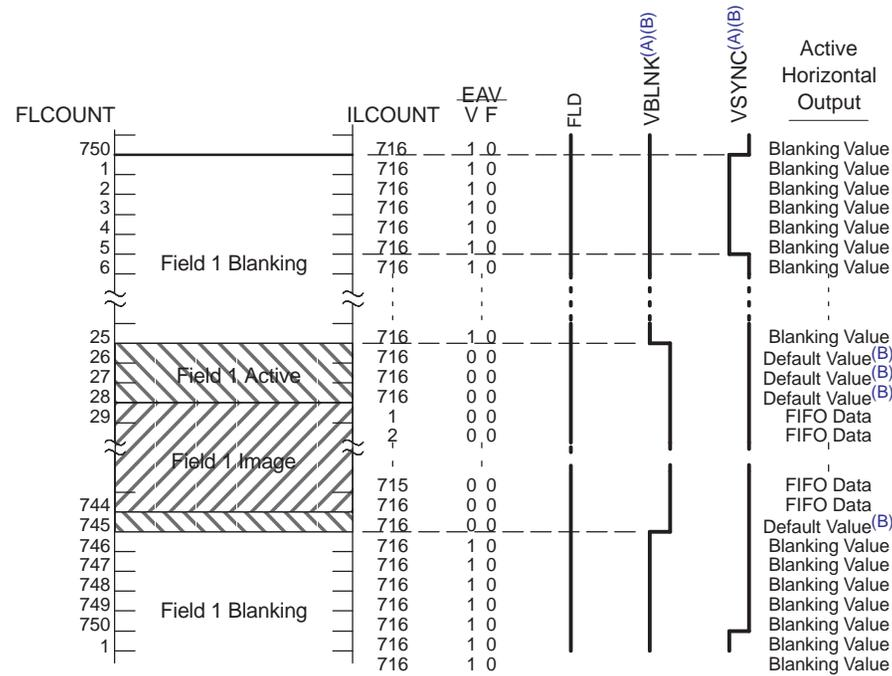 VBLNK(A)(B)
VSYNC(A)(B)
Active
Horizontal
Output
FLCOUNT
ILCOUNT
EAV
V F
FLD
750 716 1 0 Blanking Value
1 716 1 0 Blanking Value
2 716 1 0 Blanking Value
3 716 1 0 Blanking Value
4 716 1 0 Blanking Value
5 716 1 0 Blanking Value
6 716 1 0 Blanking Value
Field 1 Blanking
25 716 1 0 Blanking Value
26 716 0 0 Default Value(B)
27 716 0 0 Default Value(B)
Field 1 Active
28 716 0 0 Default Value(B)
29 1 0 0 FIFO Data
2 0 0 FIFO Data
Field 1 Image
715 0 0 FIFO Data
744 716 0 0 FIFO Data
745 716 0 0 Default Value(B)
746 716 1 0 Blanking Value
747 716 1 0 Blanking Value
748 716 1 0 Blanking Value
749 716 1 0 Blanking Value
Field 1 Blanking
750 716 1 0 Blanking Value
1 716 1 0 Blanking Value
716 1 0 Blanking Value